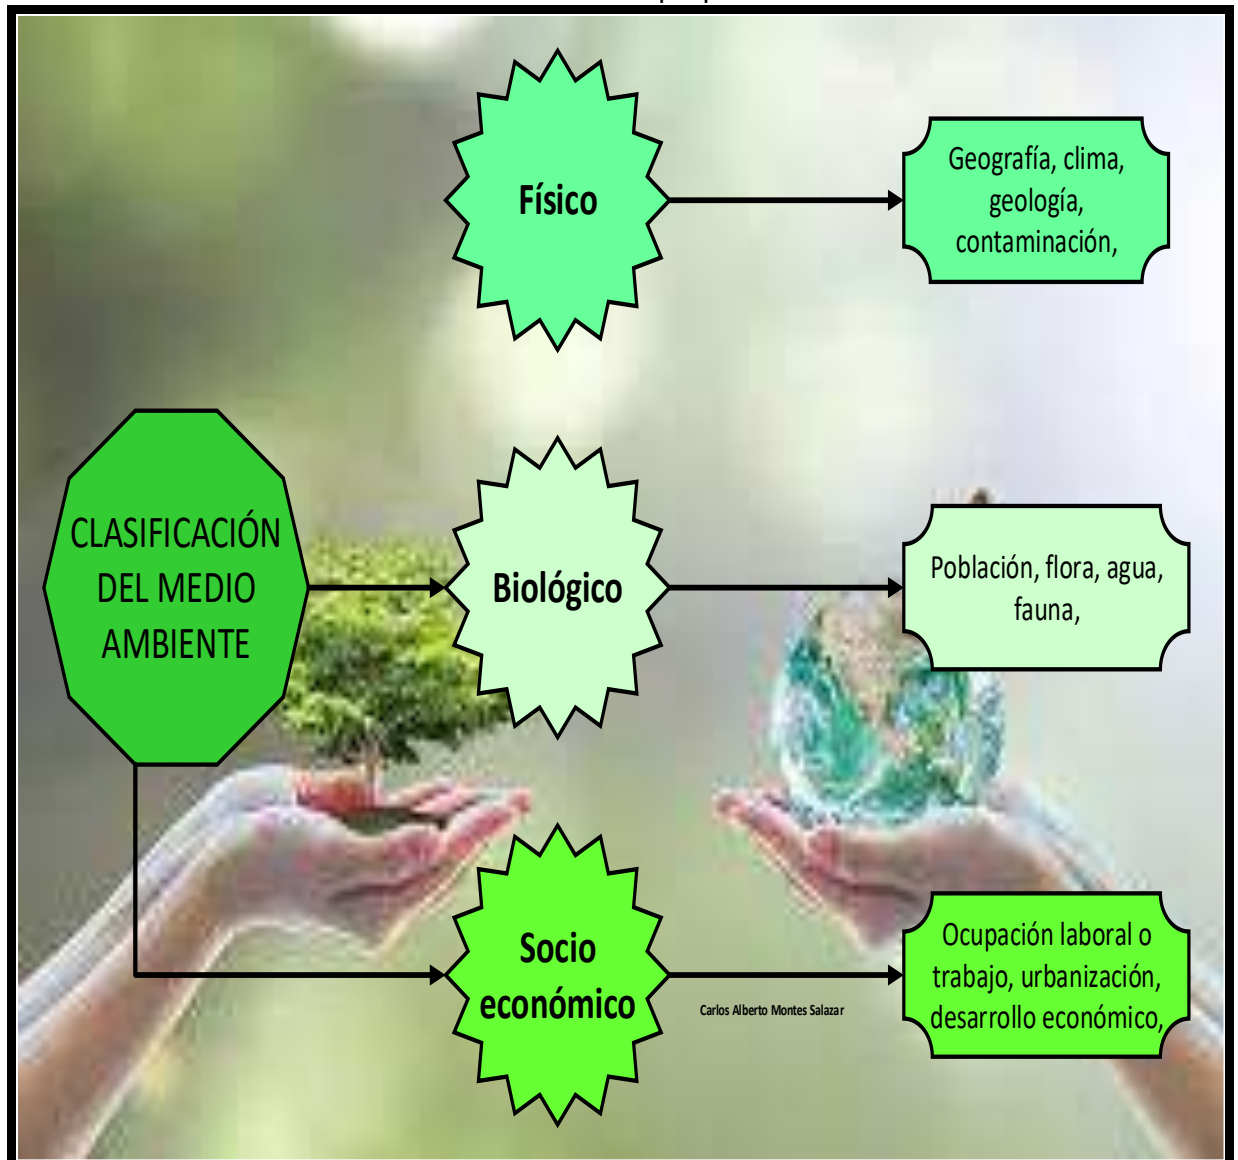 Físico
Geografía, clima,
geología,
contaminación,
CLASIFICACIÓN
DEL MEDIO
AMBIENTE
Biológico
Población, flora, agua,
fauna,
Socio
económico
Carlos Alberto Montes Salazar
Ocupación laboral o
trabajo, urbanización,
desarrollo económico,